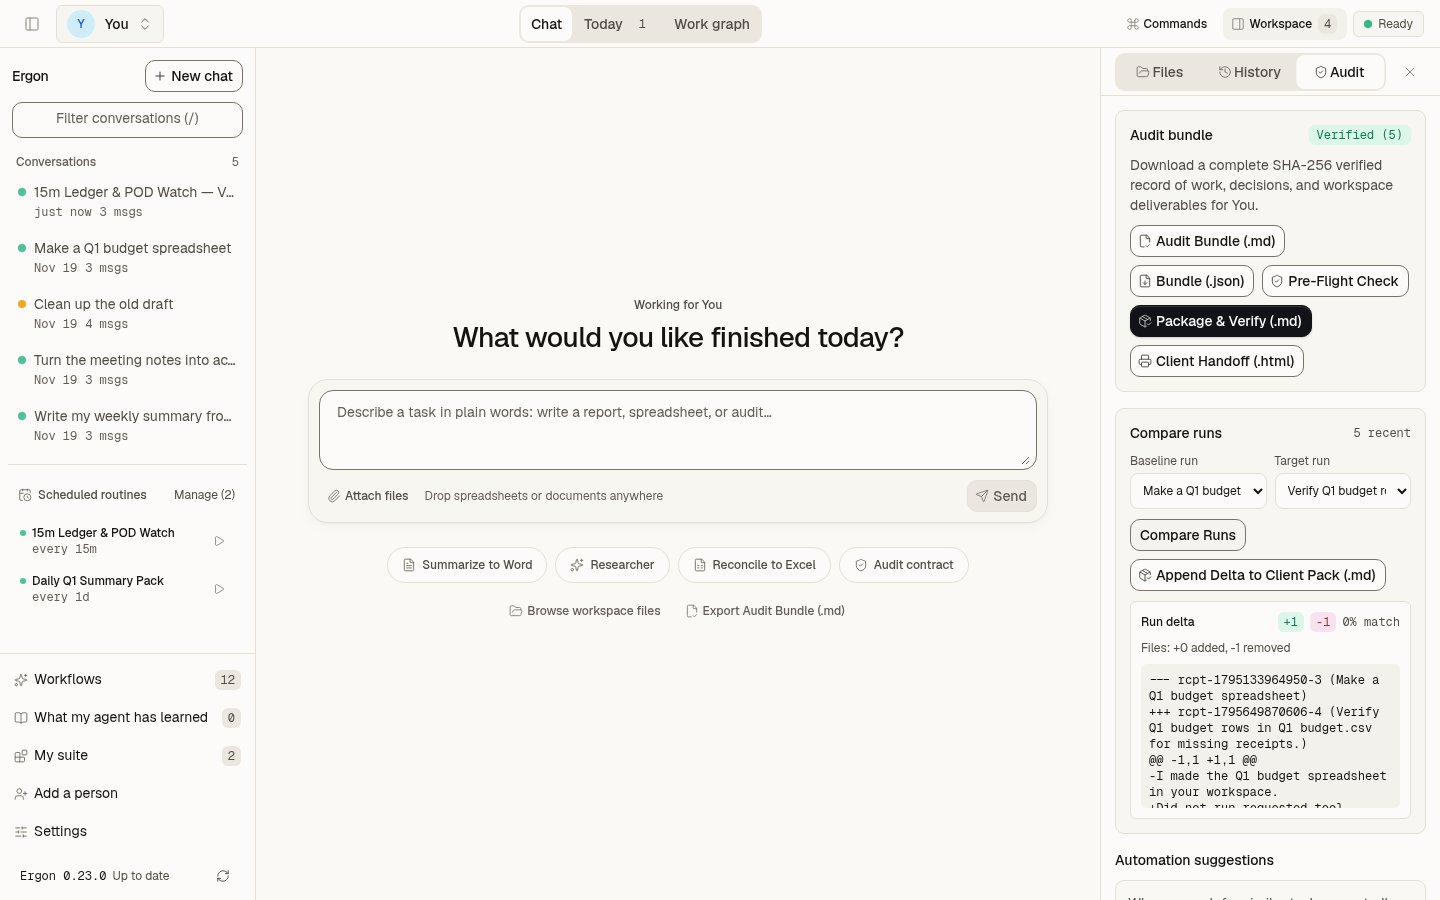 Y You
Chat Today 1 Work graph
Commands Workspace 4 Ready
Ergon
New chat
Filter conversations (/)
Conversations 5
15m Ledger & POD Watch — V...
just now 3 msgs
Make a Q1 budget spreadsheet
Nov 19 3 msgs
Clean up the old draft
Nov 19 4 msgs
Turn the meeting notes into ac...
Nov 19 3 msgs
Write my weekly summary fro...
Nov 19 3 msgs
Scheduled routines Manage (2)
15m Ledger & POD Watch
every 15m
Daily Q1 Summary Pack
every 1d
Workflows 12
What my agent has learned 0
My suite 2
Add a person
Settings
Ergon 0.23.0 Up to date
Working for You
What would you like finished today?
Describe a task in plain words: write a report, spreadsheet, or audit...
Attach files Drop spreadsheets or documents anywhere Send
Summarize to Word Researcher Reconcile to Excel Audit contract
Browse workspace files Export Audit Bundle (.md)
Files History Audit
Audit bundle Verified (5)
Download a complete SHA-256 verified
record of work, decisions, and workspace
deliverables for You.
Audit Bundle (.md)
Bundle (.json) Pre-Flight Check
Package & Verify (.md)
Client Handoff (.html)
Compare runs 5 recent
Baseline run Target run
Make a Q1 budget Verify Q1 budget r
Compare Runs
Append Delta to Client Pack (.md)
Run delta +1 -1 0% match
Files: +0 added, -1 removed
--- rcpt-1795133964950-3 (Make a
Q1 budget spreadsheet)
+++ rcpt-1795649870606-4 (Verify
Q1 budget rows in Q1 budget.csv
for missing receipts.)
@@ -1,1 +1,1 @@
-I made the Q1 budget spreadsheet
in your workspace.
+Did not run requested
Automation suggestions